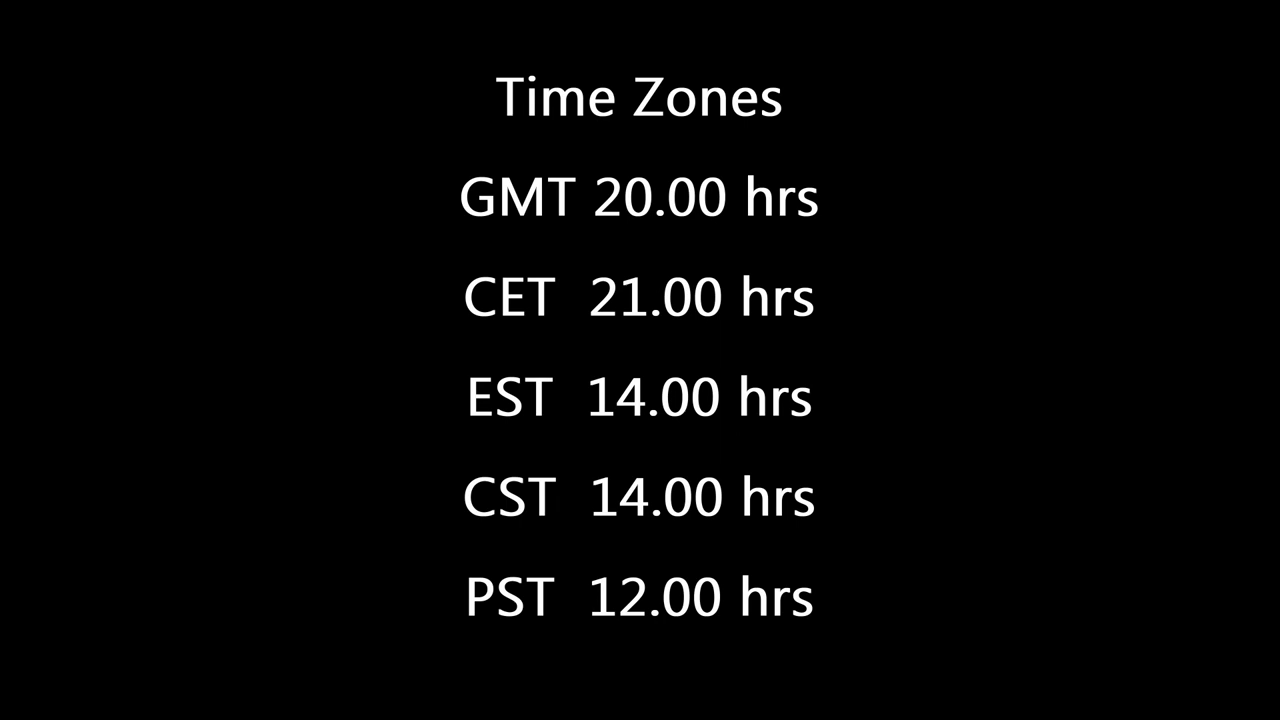 Time Zones
GMT 20.00 hrs
CET 21.00 hrs
EST 14.00 hrs
CST 14.00 hrs
PST 12.00 hrs